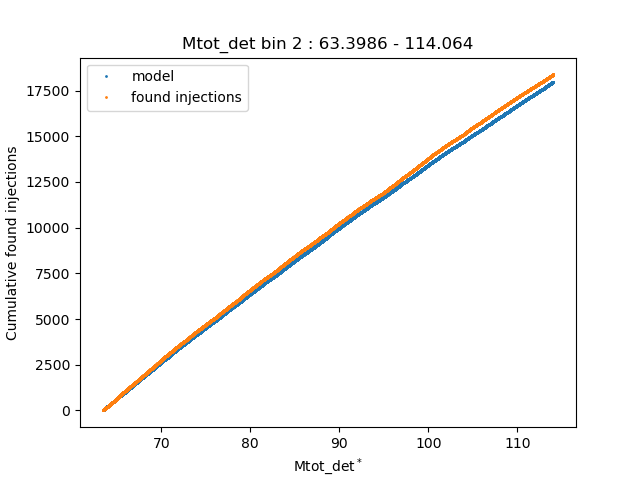 Mtot_det bin 2 : 63.3986 - 114.064
model
found injections
17500
15000
12500
10000
7500
5000
2500
0
Cumulative found injections
70 80 90 100 110
Mtot_det*